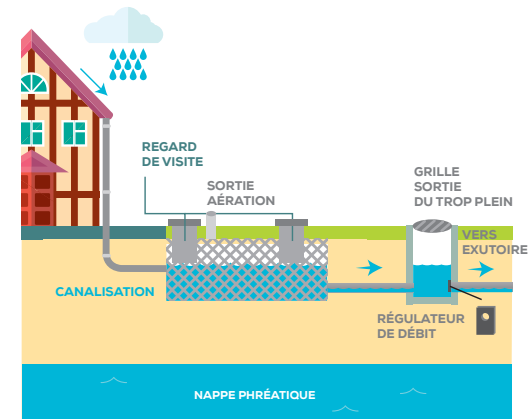 REGARD
DE VISITE
SORTIE
AÉRATION
GRILLE
SORTIE
DU TROP PLEIN
VERS
EXUTOIRE
CANALISATION
RÉGULATEUR
DE DÉBIT
NAPPE PHRÉATIQUE